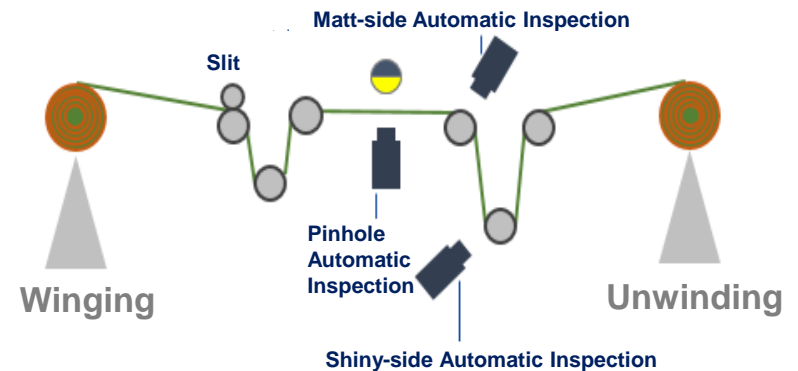 Matt-side Automatic Inspection
Slit
Pinhole
Automatic
Inspection
Winging
Unwinding
Shiny-side Automatic Inspection